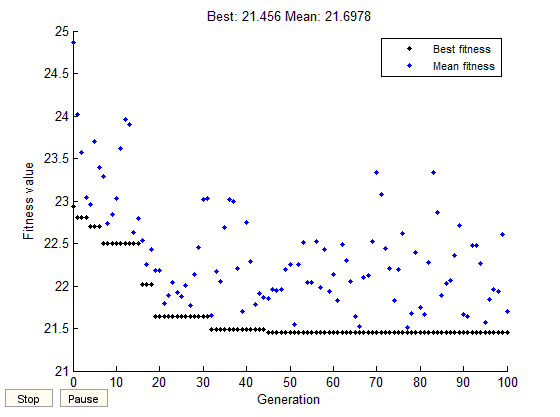 Best: 21.456 Mean: 21.6978
25
24.5
24
23.5
23
22.5
22
21.5
21
Fitness value
Best fitness
Mean fitness
0 10 20 30 40 50 60 70 80 90 100
Generation
Stop Pause